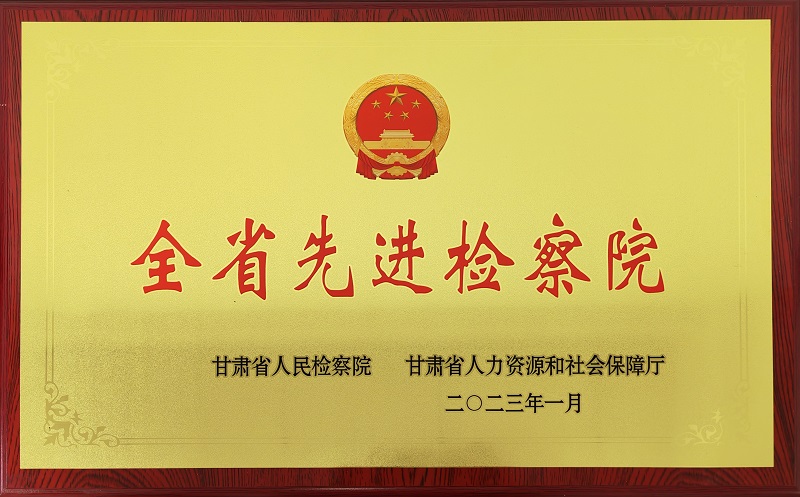 全省先进检察院
甘肃省人民检察院 甘肃省人力资源和社会保障厅
二〇二三年一月